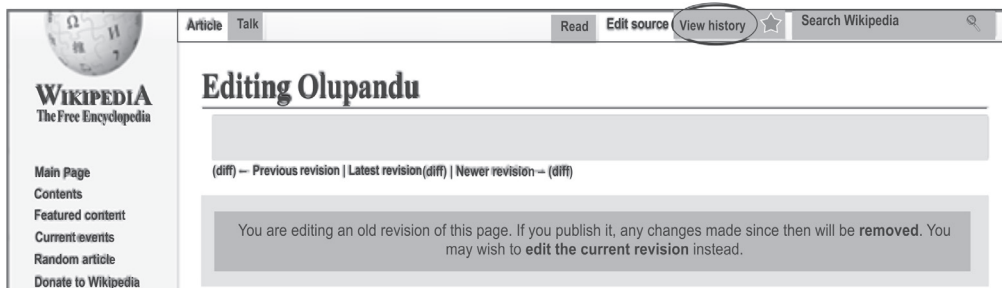 Article Talk Read Edit source View history Search Wikipedia
WIKIPEDIA
The Free Encyclopedia
Editing Olupandu
(diff) ← Previous revision | Latest revision (diff) | Newer revision → (diff)
Main Page
Contents
Featured content
Current events
Random article
Donate to Wikipedia
You are editing an old revision of this page. If you publish it, any changes made since then will be removed. You
may wish to edit the current revision instead.